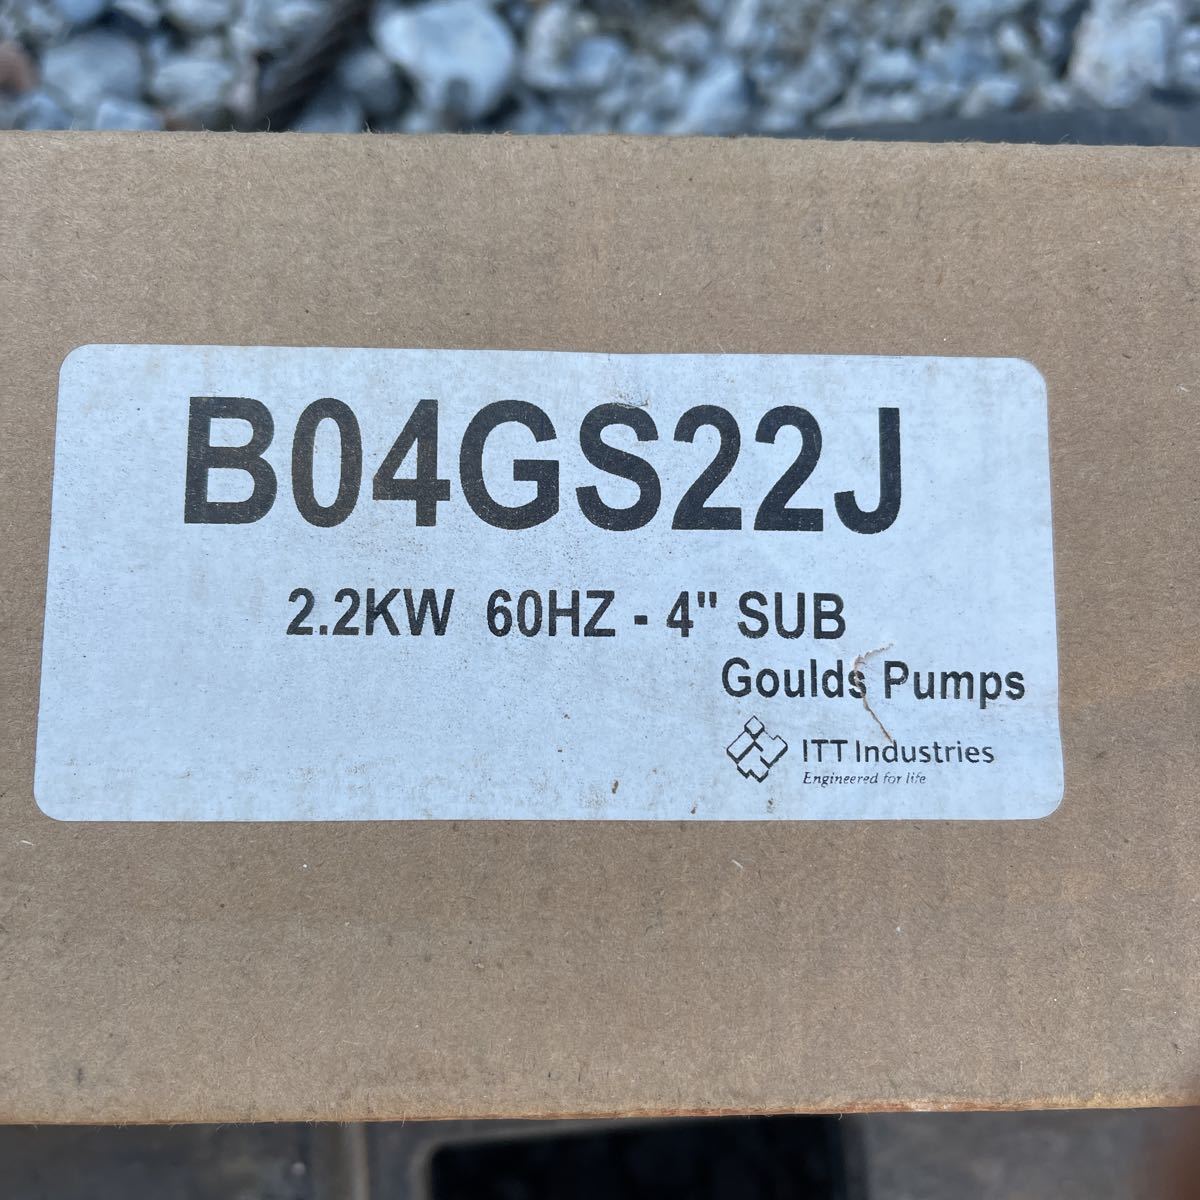 B04GS22J
2.2KW 60HZ - 4" SUB
Goulds Pumps
ITT Industries
Engineered for life